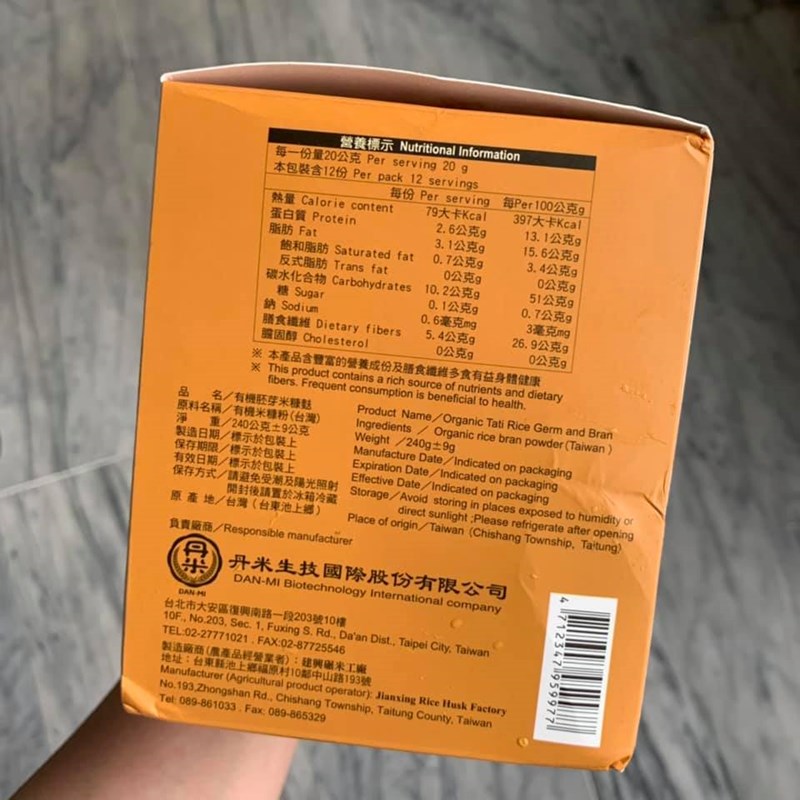 營養標示 Nutritional Information
每一份量20公克 Per serving 20 g
本包裝含12份 Per pack 12 servings
每份 Per serving 每Per100公克g
熱量 Calorie content 79大卡Kcal 397大卡Kcal
蛋白質 Protein 2.6公克g 13.1公克g
脂肪 Fat 3.1公克g 15.6公克g
飽和脂肪 Saturated fat 0.7公克g 3.4公克g
反式脂肪 Trans fat 0公克g 0公克g
碳水化合物 Carbohydrates 10.2公克g 51公克g
糖 Sugar 0.1公克g 0.7公克g
鈉 Sodium 0.6毫克mg 3毫克mg
膳食纖維 Dietary fibers 5.4公克g 26.9公克g
膽固醇 Cholesterol 0公克g 0公克g
※ 本產品含豐富的營養成份及膳食纖維多食有益身體健康
※ This product contains a rich source of nutrients and dietary
fibers. Frequent consumption is beneficial to health.
品 名/有機胚芽米糠麩
原料名稱/有機米糠粉(台灣)
淨 重/240公克±9公克
製造日期/標示於包裝上
保存期限/標示於包裝上
有效日期/標示於包裝上
保存方式/請避免受潮及陽光照射
開封後請置於冰箱冷藏
原 產 地/台灣(台東池上鄉)
Product Name/Organic Tati Rice Germ and Bran
Ingredients / Organic rice bran powder(Taiwan)
Weight /240g±9g
Manufacture Date/Indicated on packaging
Expiration Date/Indicated on packaging
Effective Date/Indicated on packaging
Storage/Avoid storing in places exposed to humidity or
direct sunlight ;Please refrigerate after opening
Place of origin/Taiwan (Chishang Township, Taitung)
負責廠商/Responsible manufacturer
丹米
DAN-MI
丹米生技國際股份有限公司
DAN-MI Biotechnology International company
台北市大安區復興南路一段203號10樓
10F., No.203, Sec. 1, Fuxing S. Rd., Da'an Dist., Taipei City, Taiwan
TEL:02-27771021 . FAX:02-87725546
製造廠商(農產品經營業者):建興碾米工廠
地址:台東縣池上鄉福原村10鄰中山路193號
Manufacturer (Agricultural product operator): Jianxing Rice Husk Factory
No.193,Zhongshan Rd., Chishang Township, Taitung County, Taiwan
Tel: 089-861033 . Fax: 089-865329
4 712347 959977